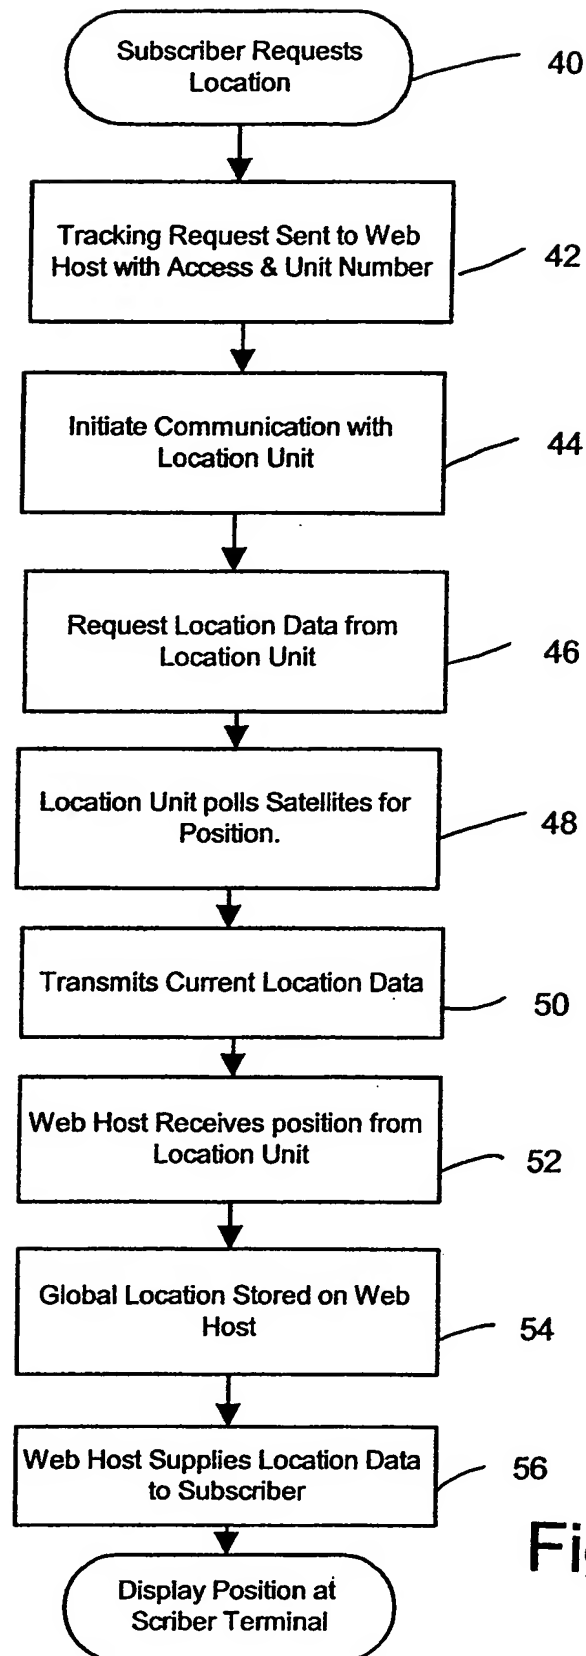 Subscriber Requests
Location
40
Tracking Request Sent to Web
Host with Access & Unit Number
42
Initiate Communication with
Location Unit
44
Request Location Data from
Location Unit
46
Location Unit polls Satellites for
Position.
48
Transmits Current Location Data
50
Web Host Receives position from
Location Unit
52
Global Location Stored on Web
Host
54
Web Host Supplies Location Data
to Subscriber
56
Display Position at
Scriber Terminal